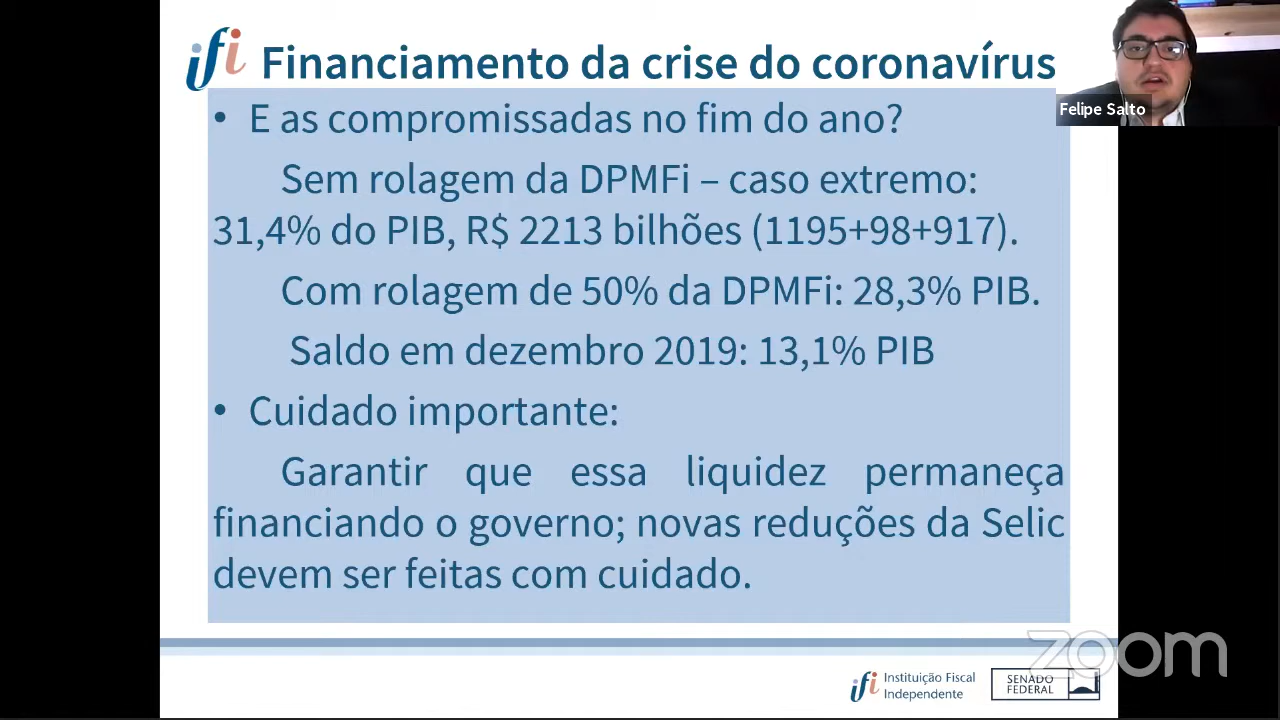 ifi Financiamento da crise do coronavírus
Felipe Salto
• E as compromissadas no fim do ano?
Sem rolagem da DPMFi – caso extremo:
31,4% do PIB, R$ 2213 bilhões (1195+98+917).
Com rolagem de 50% da DPMFi: 28,3% PIB.
Saldo em dezembro 2019: 13,1% PIB
• Cuidado importante:
Garantir que essa liquidez permaneça
financiando o governo; novas reduções da Selic
devem ser feitas com cuidado.
zoom
ifi Instituição Fiscal
Independente
SENADO
FEDERAL